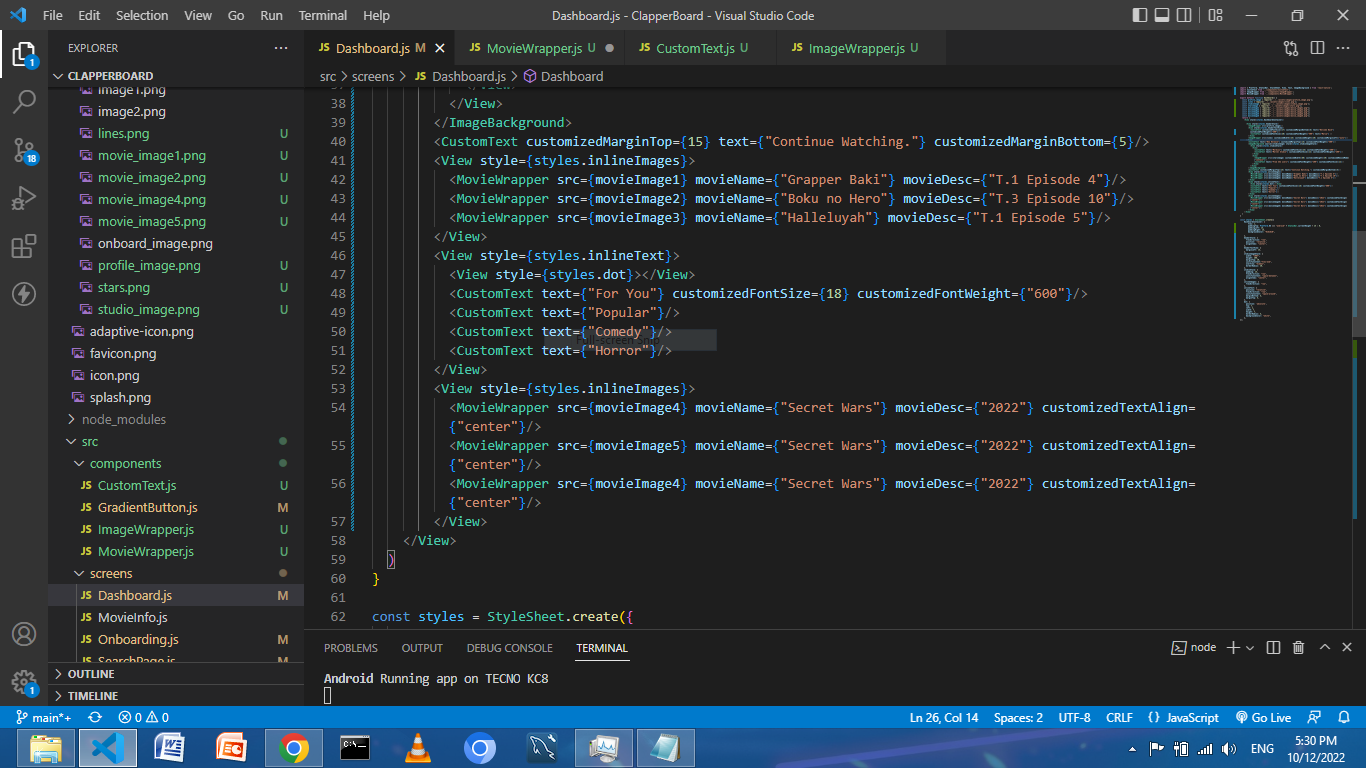 File Edit Selection View Go Run Terminal Help
Dashboard.js - ClapperBoard - Visual Studio Code
EXPLORER
Dashboard.js M
MovieWrapper.js U
CustomText.js U
ImageWrapper.js U
CLAPPERBOARD
src > screens > JS Dashboard.js > Dashboard
image1.png
image2.png
lines.png U
movie_image1.png U
movie_image2.png U
movie_image4.png U
movie_image5.png U
onboard_image.png
profile_image.png U
stars.png U
studio_image.png U
adaptive-icon.png
favicon.png
icon.png
splash.png
node_modules
src
components
JS CustomText.js U
JS GradientButton.js M
JS ImageWrapper.js U
JS MovieWrapper.js U
screens
JS Dashboard.js M
JS MovieInfo.js
JS Onboarding.js M
JS SearchPage.js M
OUTLINE
TIMELINE
37 </View>
38 </View>
39 </ImageBackground>
40 <CustomText customizedMarginTop={15} text={"Continue Watching."} customizedMarginBottom={5}/>
41 <View style={styles.inlineImages}>
42 <MovieWrapper src={movieImage1} movieName={"Grapper Baki"} movieDesc={"T.1 Episode 4"}/>
43 <MovieWrapper src={movieImage2} movieName={"Boku no Hero"} movieDesc={"T.3 Episode 10"}/>
44 <MovieWrapper src={movieImage3} movieName={"Halleluyah"} movieDesc={"T.1 Episode 5"}/>
45 </View>
46 <View style={styles.inlineText}>
47 <View style={styles.dot}></View>
48 <CustomText text={"For You"} customizedFontSize={18} customizedFontWeight={"600"}/>
49 <CustomText text={"Popular"}/>
50 <CustomText text={"Comedy"}/>
51 <CustomText text={"Horror"}/>
52 </View>
53 <View style={styles.inlineImages}>
54 <MovieWrapper src={movieImage4} movieName={"Secret Wars"} movieDesc={"2022"} customizedTextAlign=
{"center"}/>
55 <MovieWrapper src={movieImage5} movieName={"Secret Wars"} movieDesc={"2022"} customizedTextAlign=
{"center"}/>
56 <MovieWrapper src={movieImage4} movieName={"Secret Wars"} movieDesc={"2022"} customizedTextAlign=
{"center"}/>
57 </View>
58 </View>
59 )
60 }
61
62 const styles = StyleSheet.create({
PROBLEMS OUTPUT DEBUG CONSOLE TERMINAL
node
Android Running app on TECNO KC8
main*+ 0 0
Ln 26, Col 14 Spaces: 2 UTF-8 CRLF {} JavaScript Go Live
ENG
5:30 PM
10/12/2022